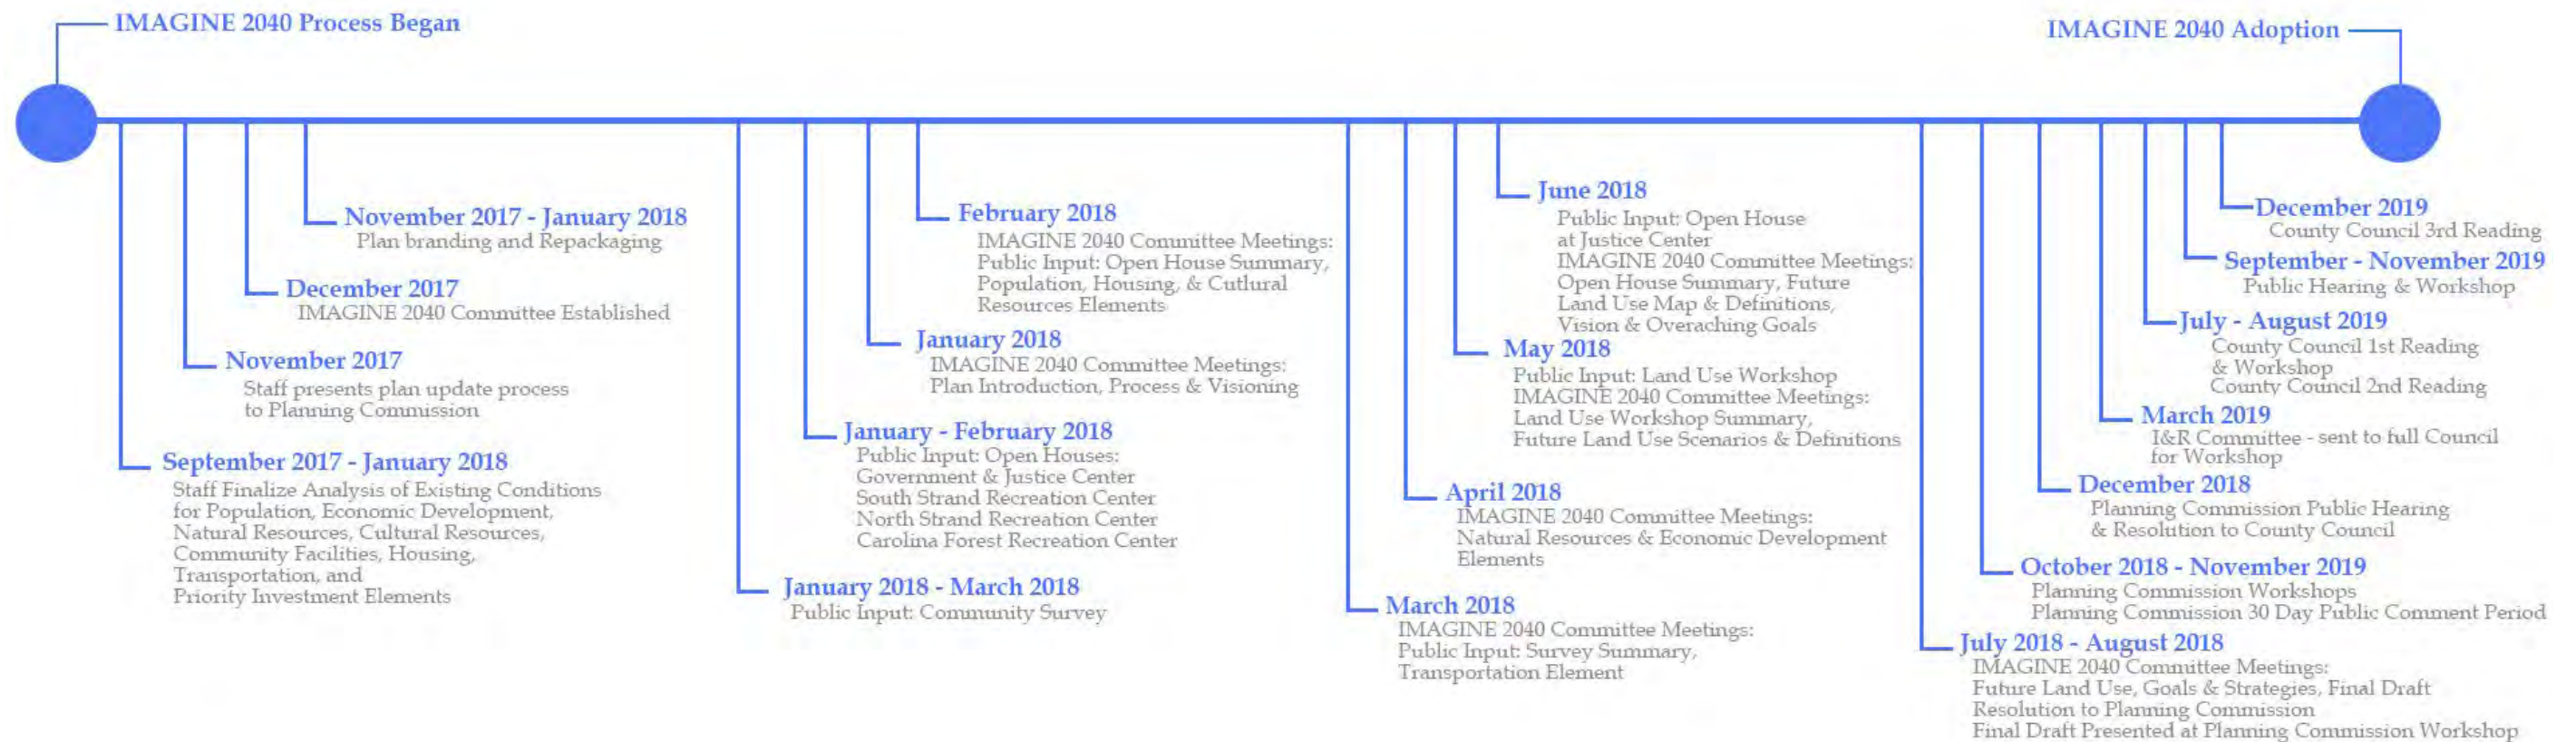 IMAGINE 2040 Process Began
IMAGINE 2040 Adoption
November 2017 - January 2018
Plan branding and Repackaging
December 2017
IMAGINE 2040 Committee Established
November 2017
Staff presents plan update process
to Planning Commission
September 2017 - January 2018
Staff Finalize Analysis of Existing Conditions
for Population, Economic Development,
Natural Resources, Cultural Resources,
Community Facilities, Housing,
Transportation, and
Priority Investment Elements
February 2018
IMAGINE 2040 Committee Meetings:
Public Input: Open House Summary,
Population, Housing, & Cutlural
Resources Elements
January 2018
IMAGINE 2040 Committee Meetings:
Plan Introduction, Process & Visioning
January - February 2018
Public Input: Open Houses:
Government & Justice Center
South Strand Recreation Center
North Strand Recreation Center
Carolina Forest Recreation Center
January 2018 - March 2018
Public Input: Community Survey
June 2018
Public Input: Open House
at Justice Center
IMAGINE 2040 Committee Meetings:
Open House Summary, Future
Land Use Map & Definitions,
Vision & Overaching Goals
May 2018
Public Input: Land Use Workshop
IMAGINE 2040 Committee Meetings:
Land Use Workshop Summary,
Future Land Use Scenarios & Definitions
April 2018
IMAGINE 2040 Committee Meetings:
Natural Resources & Economic Development
Elements
March 2018
IMAGINE 2040 Committee Meetings:
Public Input: Survey Summary,
Transportation Element
December 2019
County Council 3rd Reading
September - November 2019
Public Hearing & Workshop
July - August 2019
County Council 1st Reading
& Workshop
County Council 2nd Reading
March 2019
I&R Committee - sent to full Council
for Workshop
December 2018
Planning Commission Public Hearing
& Resolution to County Council
October 2018 - November 2019
Planning Commission Workshops
Planning Commission 30 Day Public Comment Period
July 2018 - August 2018
IMAGINE 2040 Committee Meetings:
Future Land Use, Goals & Strategies, Final Draft
Resolution to Planning Commission
Final Draft Presented at Planning Commission Workshop